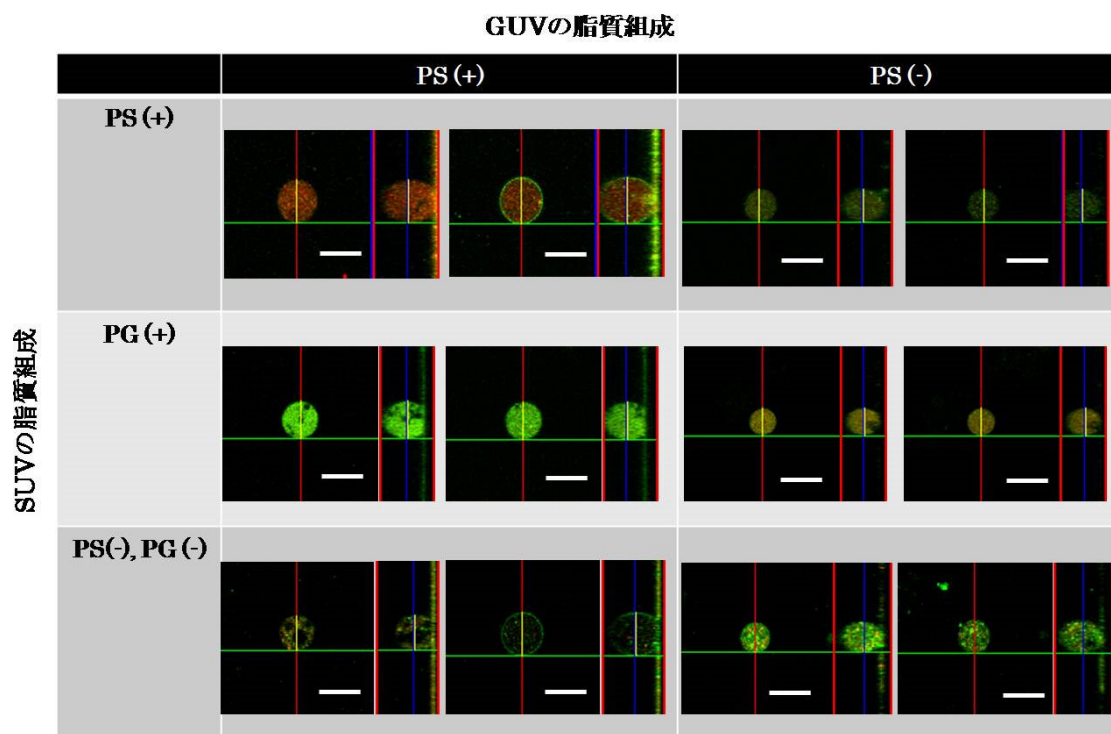 GUVの脂質組成
PS (+) PS (-)
PS (+)
PG (+)
PS(-), PG (-)
SUVの脂質組成